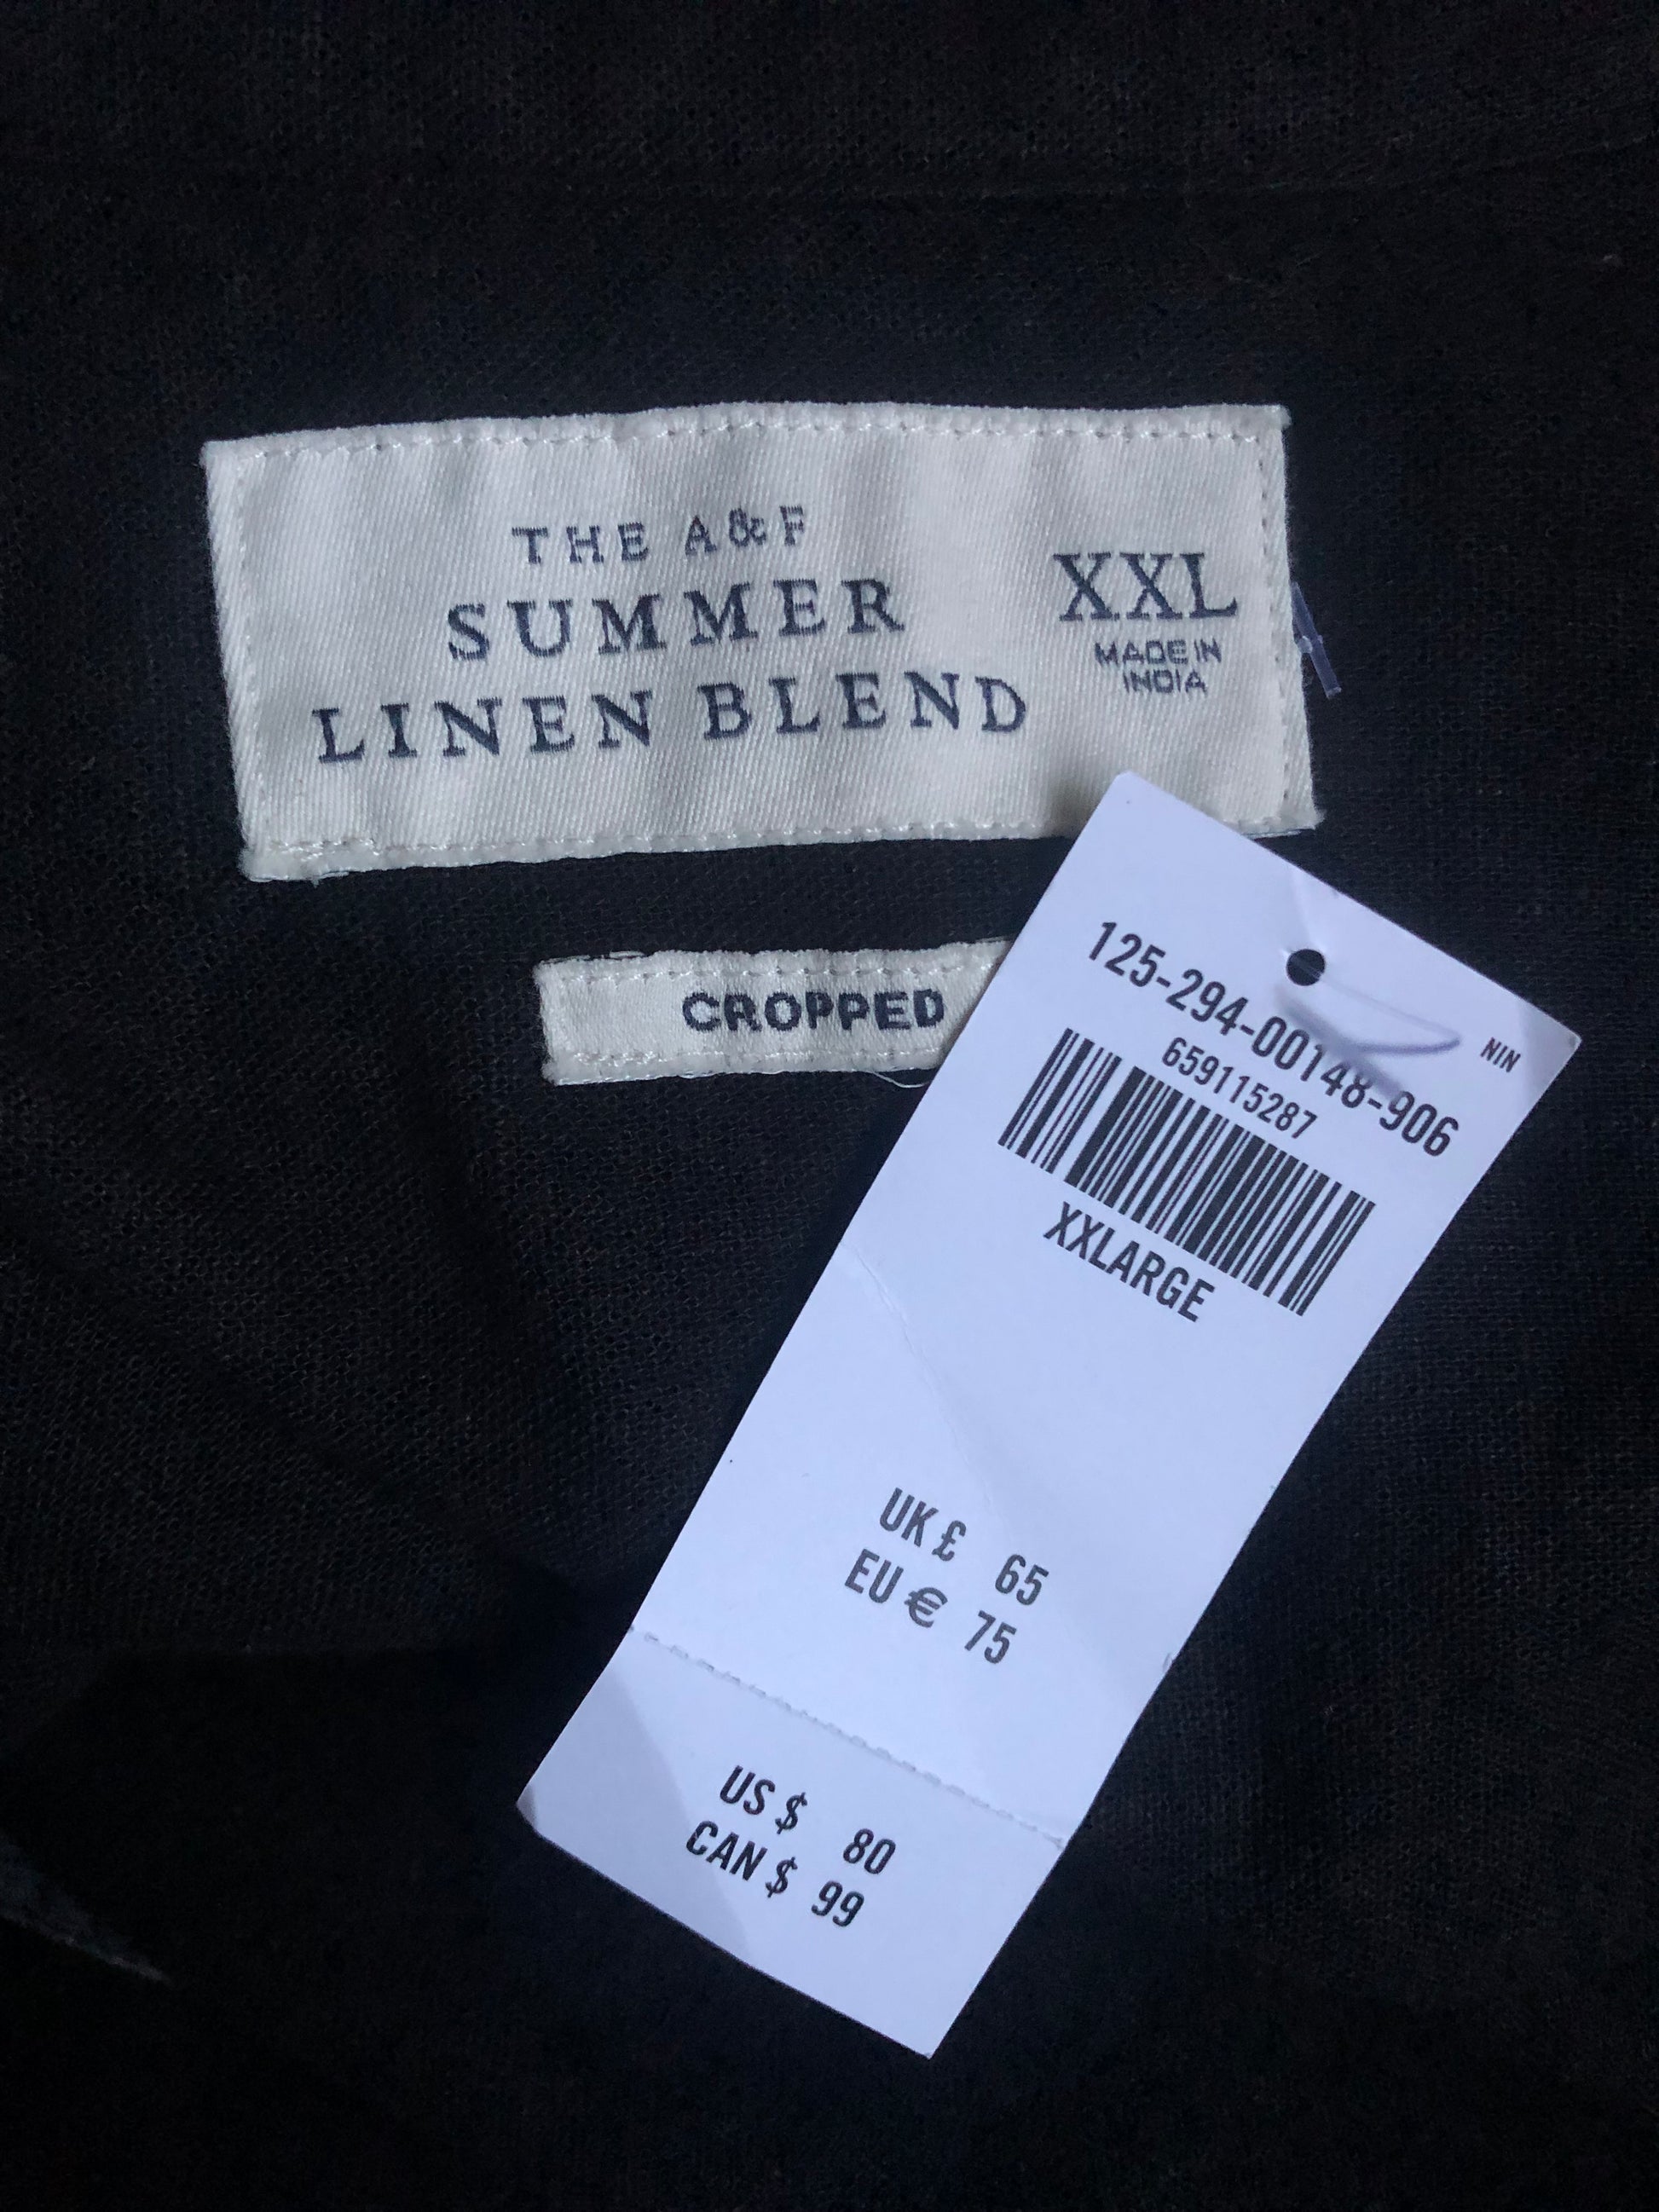 THE A&F
SUMMER
LINEN BLEND
XXL
MADE IN
INDIA
CROPPED
125-294-00148-906
NIN
659115287
XXLARGE
UK £ 65
EU € 75
US $ 80
CAN $ 99